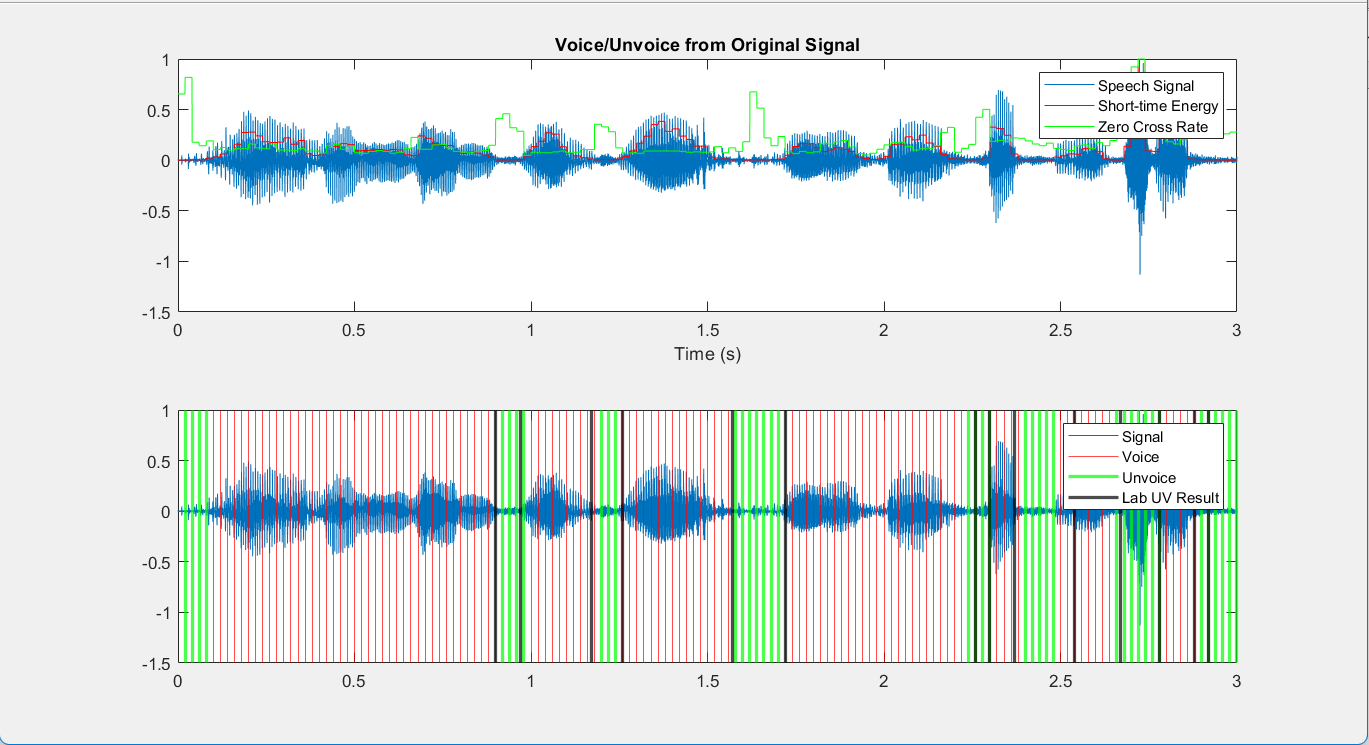 Voice/Unvoice from Original Signal
1
0.5
0
-0.5
-1
-1.5
Speech Signal
Short-time Energy
Zero Cross Rate
0 0.5 1 1.5 2 2.5 3
Time (s)
1
0.5
0
-0.5
-1
-1.5
Signal
Voice
Unvoice
Lab UV Result
0 0.5 1 1.5 2 2.5 3